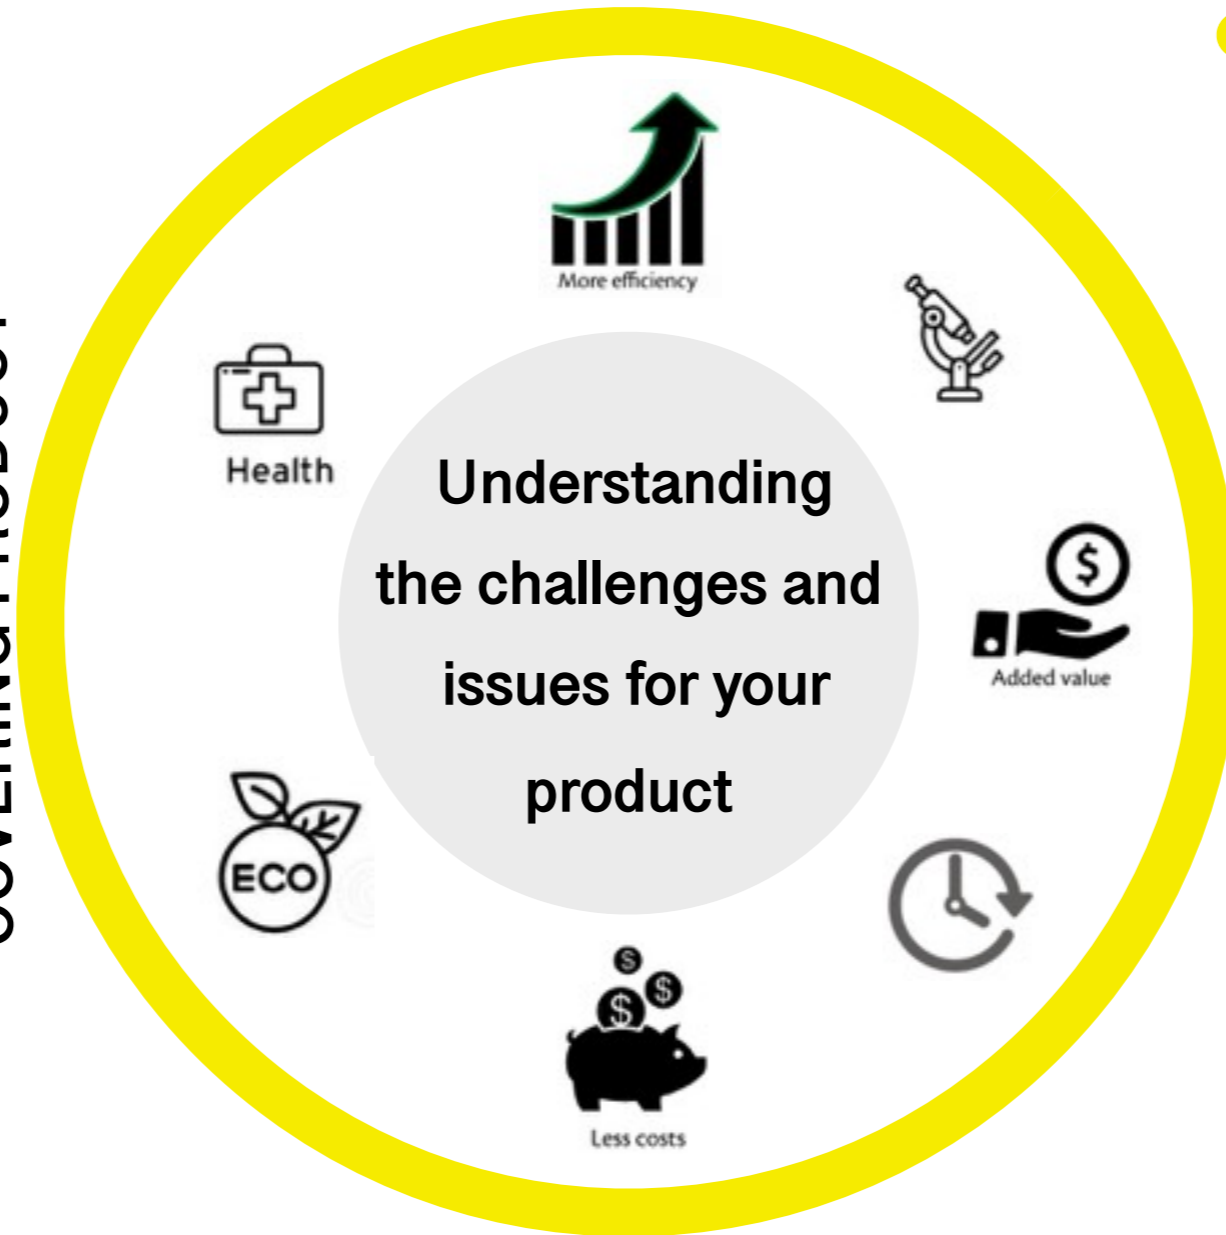 More efficiency
Health
Understanding
the challenges and
issues for your
product
$
Added value
ECO
$
$
$
Less costs